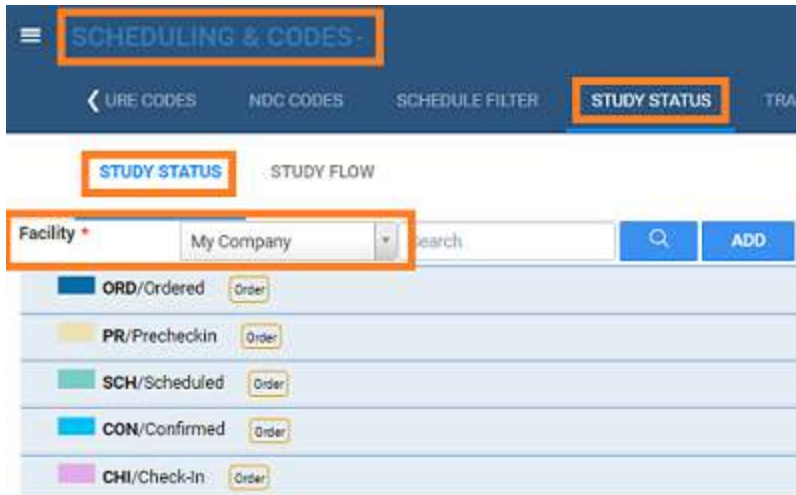 SCHEDULING & CODES-
URE CODES NDC CODES SCHEDULE FILTER STUDY STATUS TRA
STUDY STATUS STUDY FLOW
Facility * My Company earch ADD
ORD/Ordered Order
PR/Precheckin Order
SCH/Scheduled Order
CON/Confirmed Order
CHI/Check-In Order